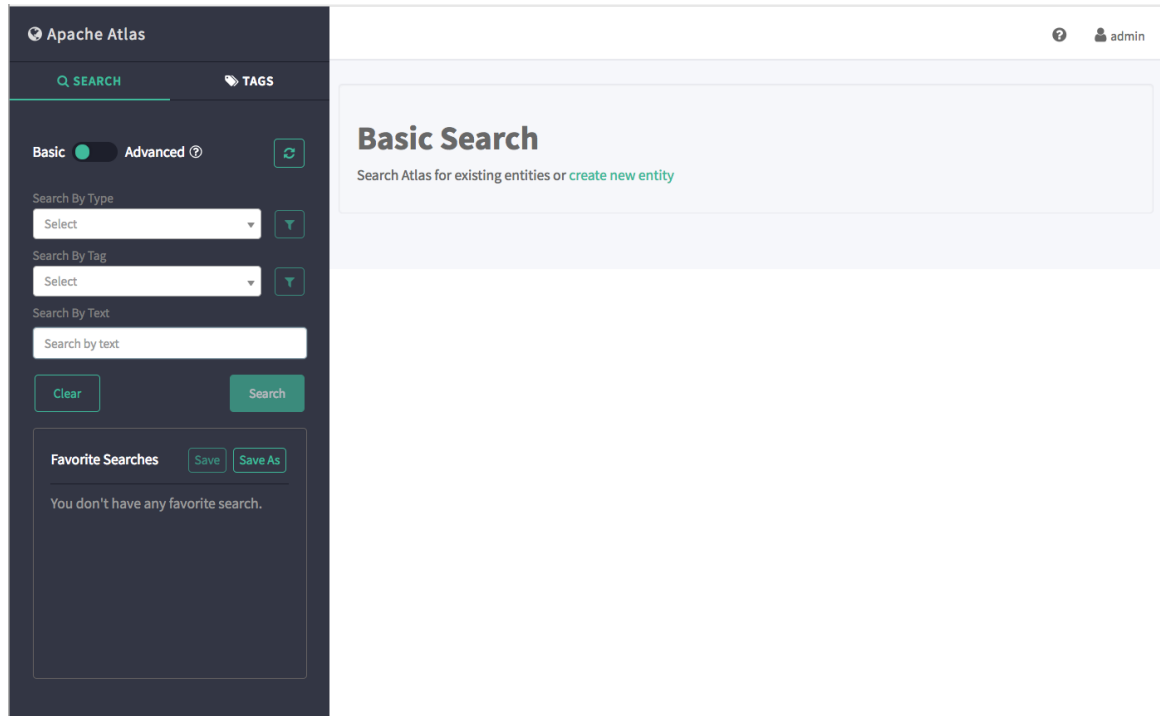 Apache Atlas
admin
SEARCH
TAGS
Basic
Advanced
Search By Type
Select
Search By Tag
Select
Search By Text
Search by text
Clear
Search
Favorite Searches
Save
Save As
You don't have any favorite search.
Basic Search
Search Atlas for existing entities or create new entity